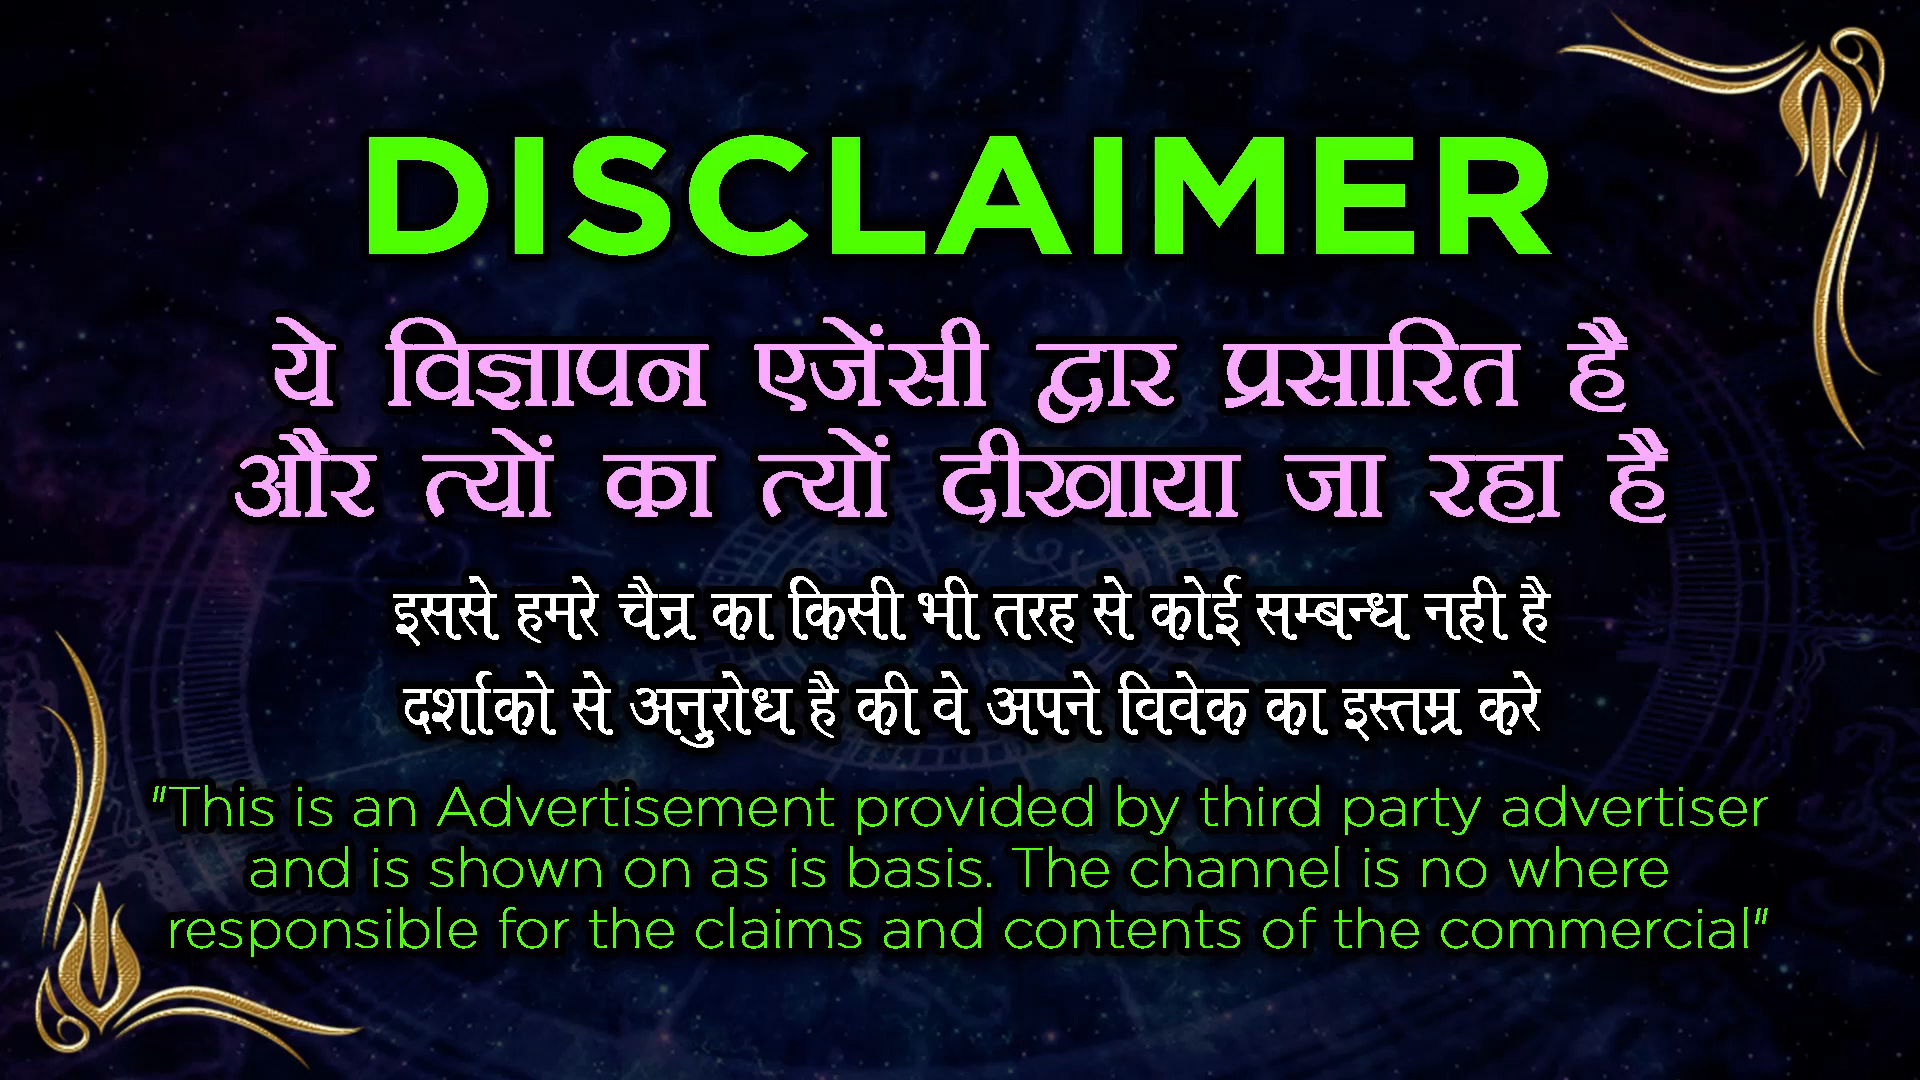 DISCLAIMER
ये विज्ञापन एजेंसी द्वार प्रसारित है
और त्यों का त्यों दीखाया जा रहा है
इससे हमरे चैन्र का किसी भी तरह से कोई सम्बन्ध नही है
दर्शाको से अनुरोध है की वे अपने विवेक का इस्तम्र करे
"This is an Advertisement provided by third party advertiser
and is shown on as is basis. The channel is no where
responsible for the claims and contents of the commercial"